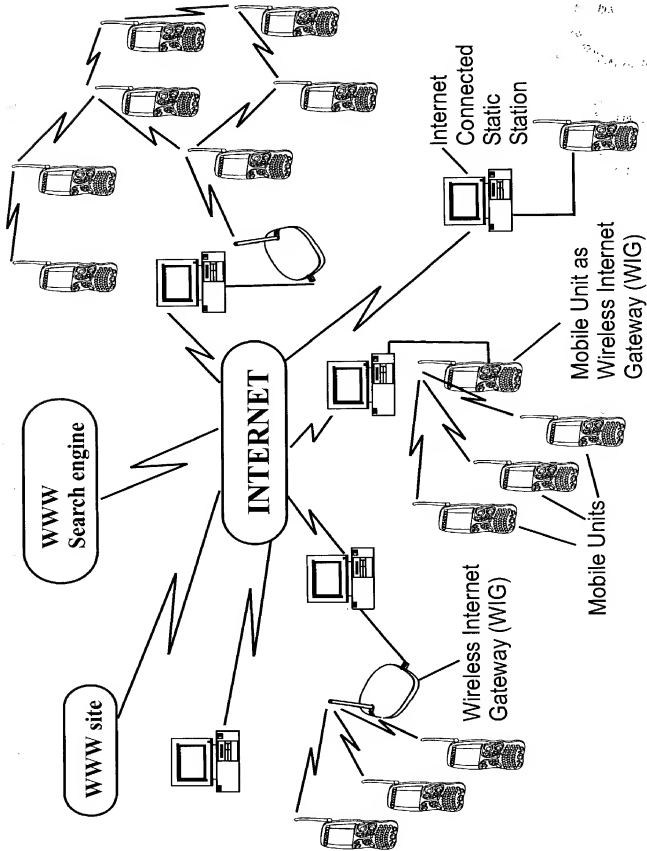 WWW
Search engine
WWW site
INTERNET
Internet
Connected
Static
Station
Mobile Unit as
Wireless Internet
Gateway (WIG)
Mobile Units
Wireless Internet
Gateway (WIG)